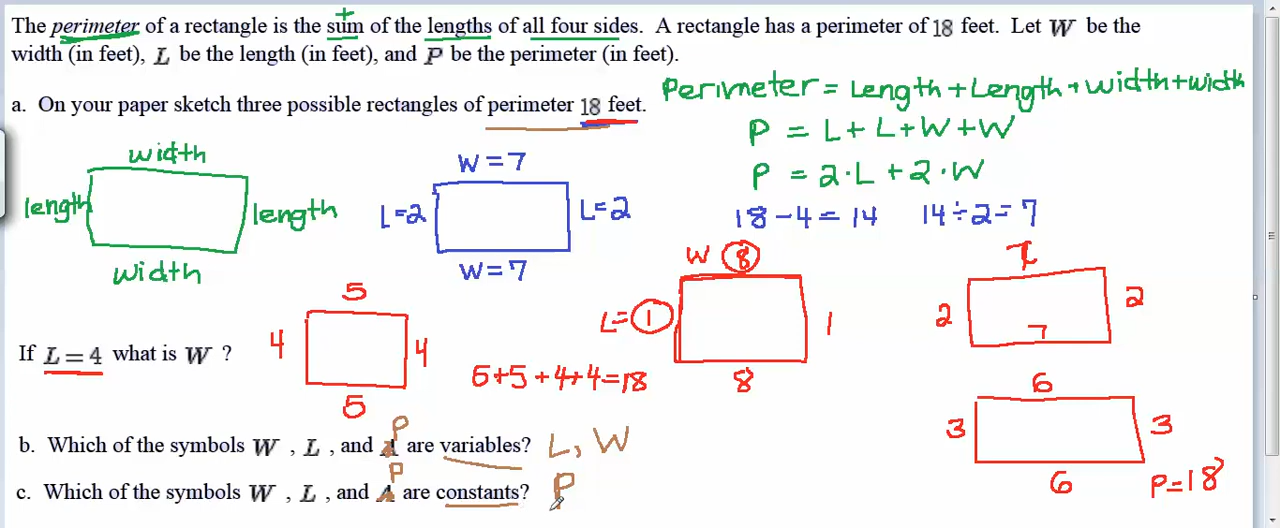 The perimeter of a rectangle is the sum of the lengths of all four sides. A rectangle has a perimeter of 18 feet. Let W be the
width (in feet), L be the length (in feet), and P be the perimeter (in feet).
+
a. On your paper sketch three possible rectangles of perimeter 18 feet.
Perimeter = Length + Length + width + width
P = L + L + W + W
P = 2 · L + 2 · W
18 - 4 = 14 14 ÷ 2 = 7
width
length
length
width
W = 7
L = 2
L = 2
W = 7
W 8
L = 1
1
8
7
2
2
7
If L = 4 what is W ?
5
4
4
5
5 + 5 + 4 + 4 = 18
6
3
3
6
P = 18
b. Which of the symbols W , L , and P are variables? L, W
c. Which of the symbols W , L , and P are constants? P